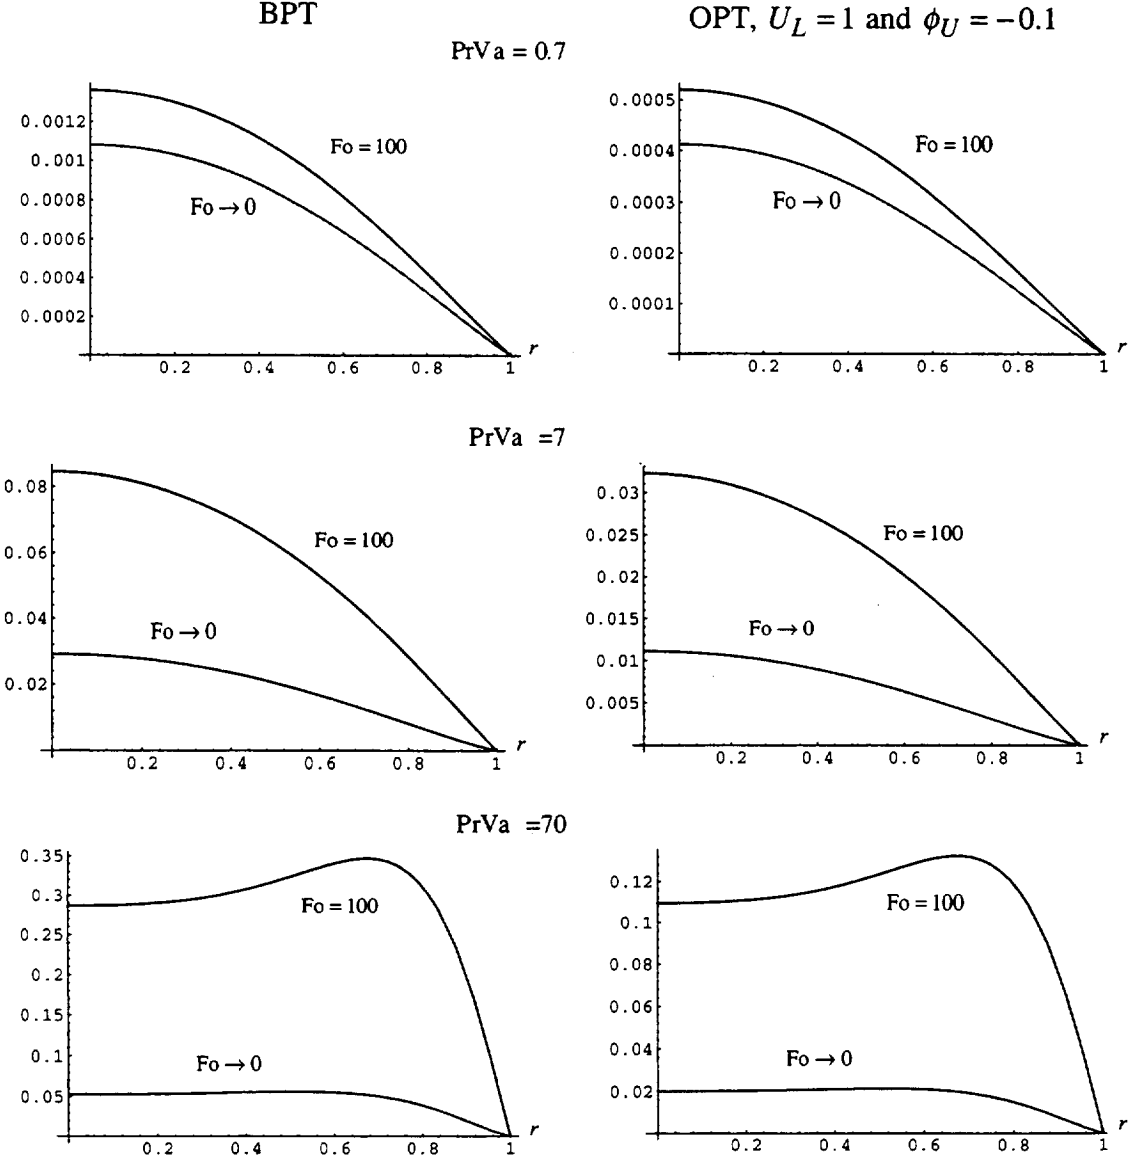 BPT
OPT, U_L = 1 and ϕ_U = −0.1
PrVa = 0.7
0.0012
0.001
0.0008
0.0006
0.0004
0.0002
Fo = 100
Fo → 0
0.2 0.4 0.6 0.8 1 r
0.0005
0.0004
0.0003
0.0002
0.0001
Fo = 100
Fo → 0
0.2 0.4 0.6 0.8 1 r
PrVa =7
0.08
0.06
0.04
0.02
Fo = 100
Fo → 0
0.2 0.4 0.6 0.8 1 r
0.03
0.025
0.02
0.015
0.01
0.005
Fo = 100
Fo → 0
0.2 0.4 0.6 0.8 1 r
PrVa =70
0.35
0.3
0.25
0.2
0.15
0.1
0.05
Fo = 100
Fo → 0
0.2 0.4 0.6 0.8 1 r
0.12
0.1
0.08
0.06
0.04
0.02
Fo = 100
Fo → 0
0.2 0.4 0.6 0.8 1 r